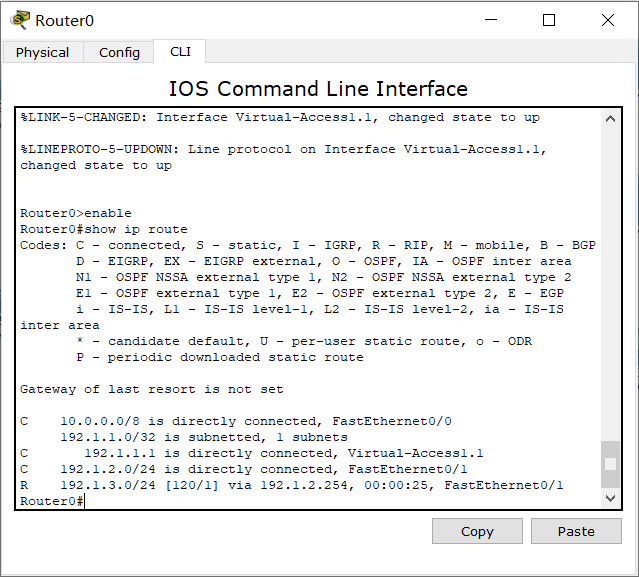 Router0
Physical Config CLI
IOS Command Line Interface
%LINK-5-CHANGED: Interface Virtual-Access1.1, changed state to up
%LINEPROTO-5-UPDOWN: Line protocol on Interface Virtual-Access1.1,
changed state to up
Router0>enable
Router0#show ip route
Codes: C - connected, S - static, I - IGRP, R - RIP, M - mobile, B - BGP
       D - EIGRP, EX - EIGRP external, O - OSPF, IA - OSPF inter area
       N1 - OSPF NSSA external type 1, N2 - OSPF NSSA external type 2
       E1 - OSPF external type 1, E2 - OSPF external type 2, E - EGP
       i - IS-IS, L1 - IS-IS level-1, L2 - IS-IS level-2, ia - IS-IS
inter area
       * - candidate default, U - per-user static route, o - ODR
       P - periodic downloaded static route
Gateway of last resort is not set
C    10.0.0.0/8 is directly connected, FastEthernet0/0
     192.1.1.0/32 is subnetted, 1 subnets
C       192.1.1.1 is directly connected, Virtual-Access1.1
C    192.1.2.0/24 is directly connected, FastEthernet0/1
R    192.1.3.0/24 [120/1] via 192.1.2.254, 00:00:25, FastEthernet0/1
Router0#
Copy Paste